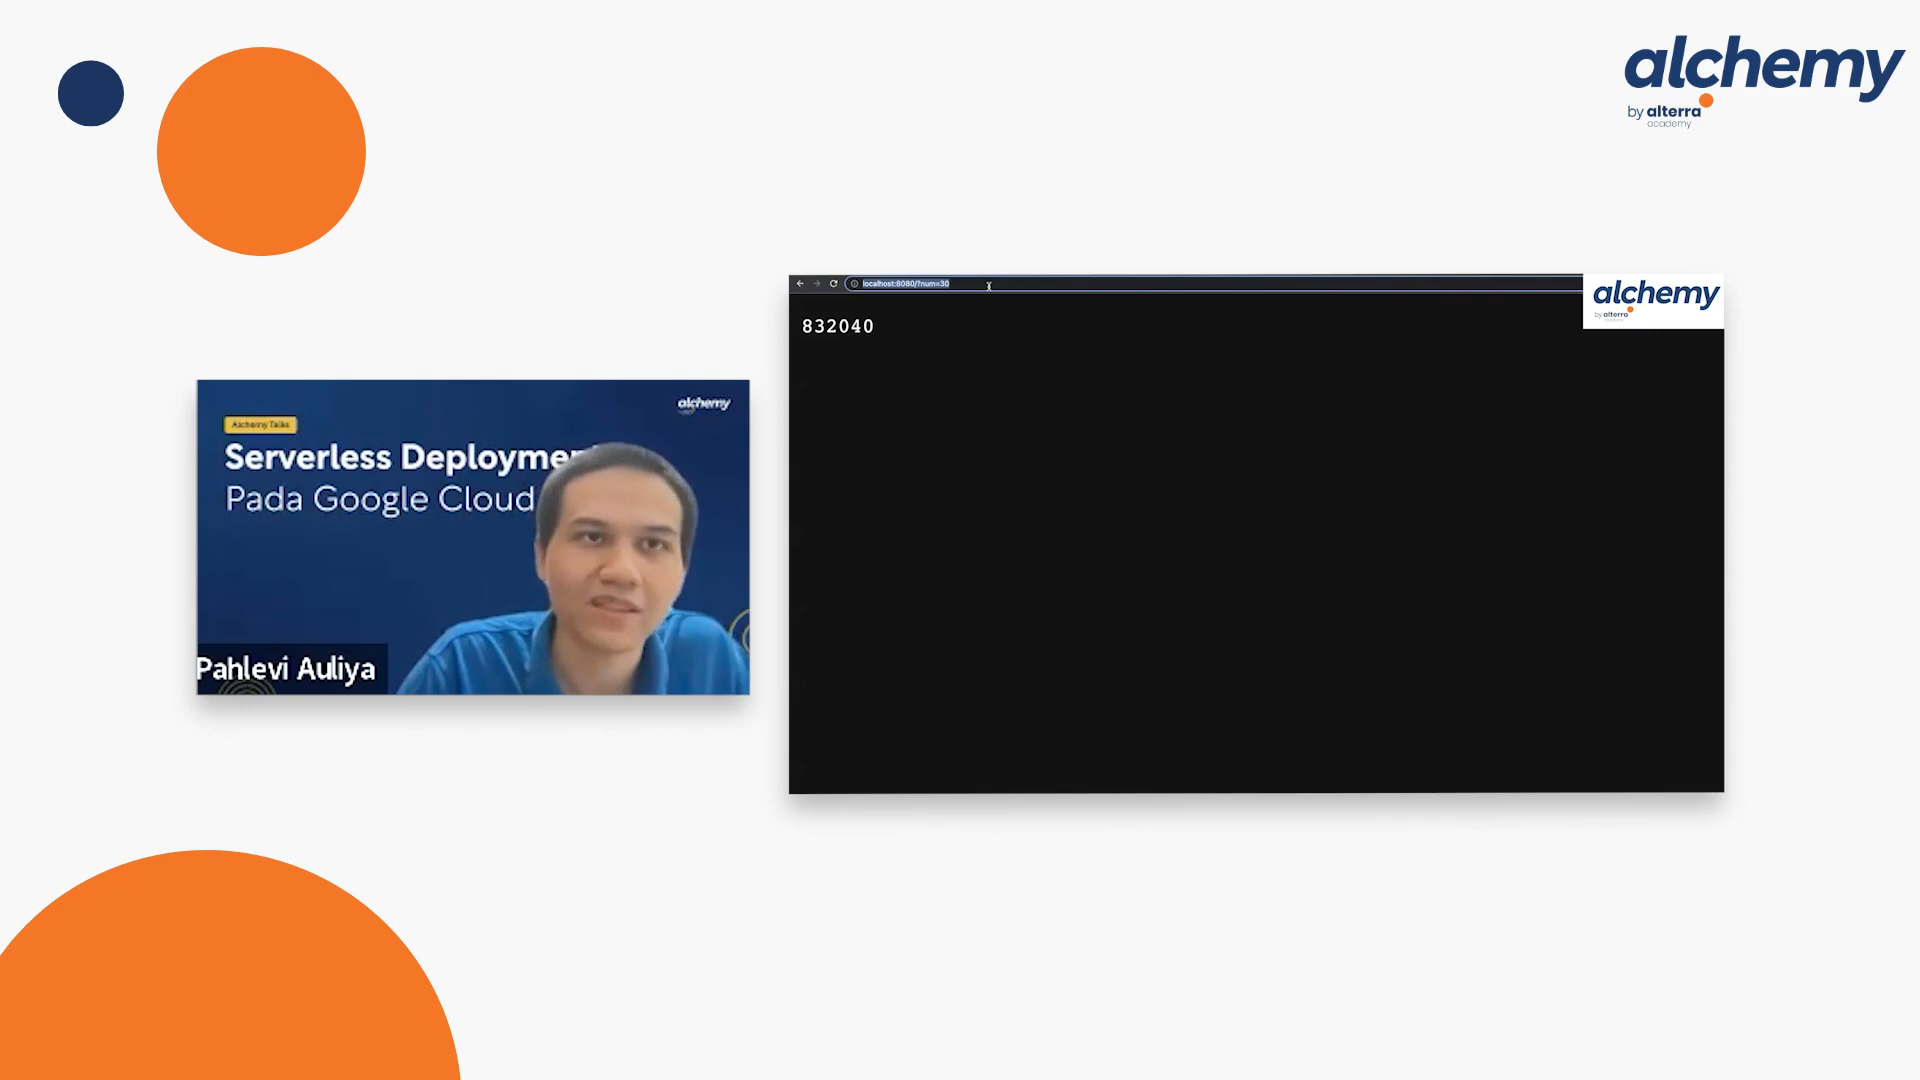 alchemy
by alterra
academy
localhost:8080/?num=30
alchemy
by alterra
832040
alchemy
Alchemy Talks
Serverless Deploymen
Pada Google Cloud
Pahlevi Auliya